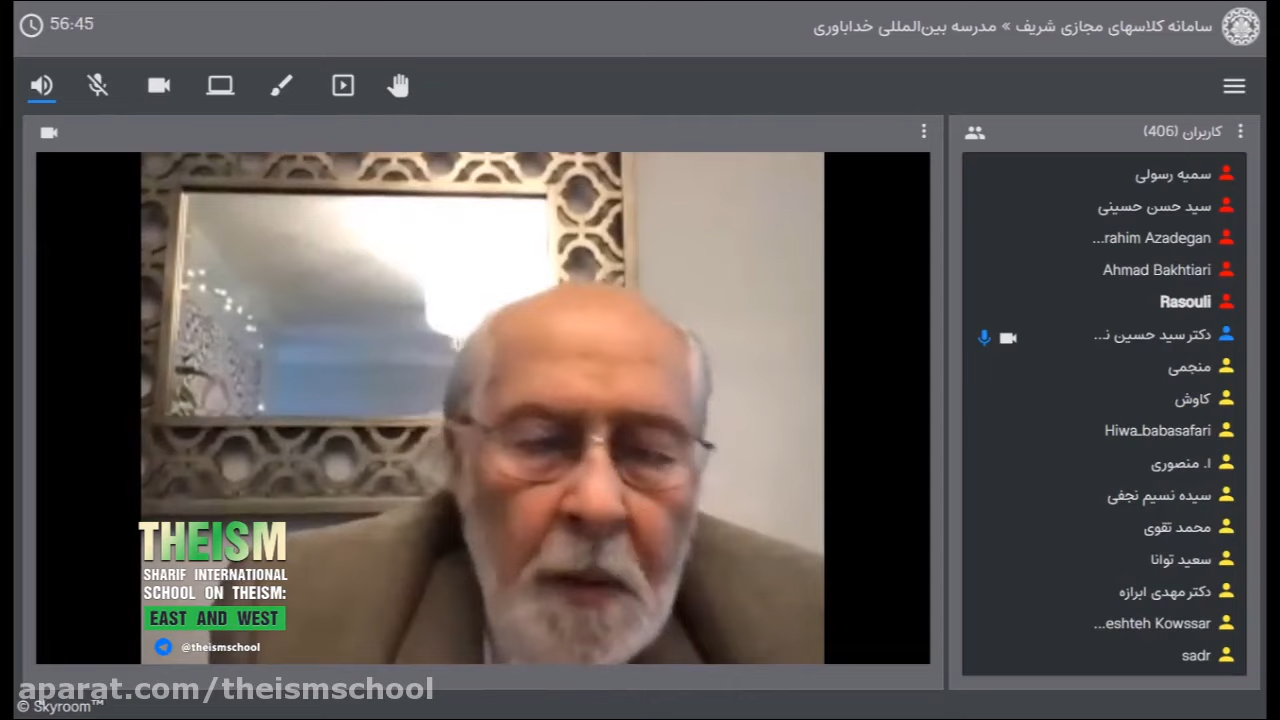 56:45
سامانه کلاسهای مجازی شریف » مدرسه بین‌المللی خداباوری
کاربران (406)
سمیه رسولی
سید حسن حسینی
...rahim Azadegan
Ahmad Bakhtiari
Rasouli
دکتر سید حسین ن...
منجمی
کاوش
Hiwa_babasafari
ا. منصوری
سیده نسیم نجفی
محمد تقوی
سعید توانا
دکتر مهدی ابرازه
...eshteh Kowssar
sadr
THEISM
SHARIF INTERNATIONAL
SCHOOL ON THEISM:
EAST AND WEST
@theismschool
aparat.com/theismschool
© Skyroom™